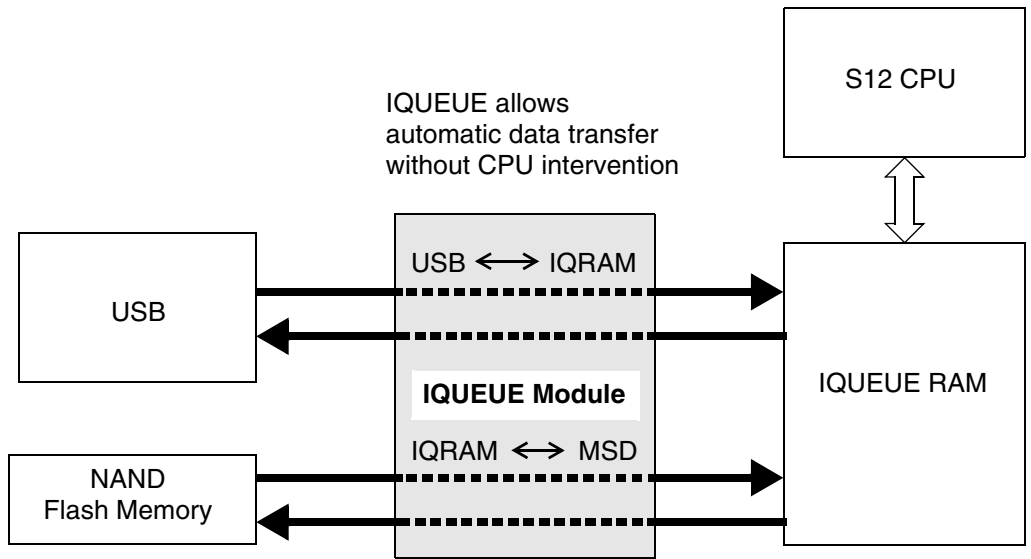 S12 CPU
IQUEUE allows
automatic data transfer
without CPU intervention
USB IQRAM
USB
IQUEUE Module
IQUEUE RAM
IQRAM MSD
NAND
Flash Memory